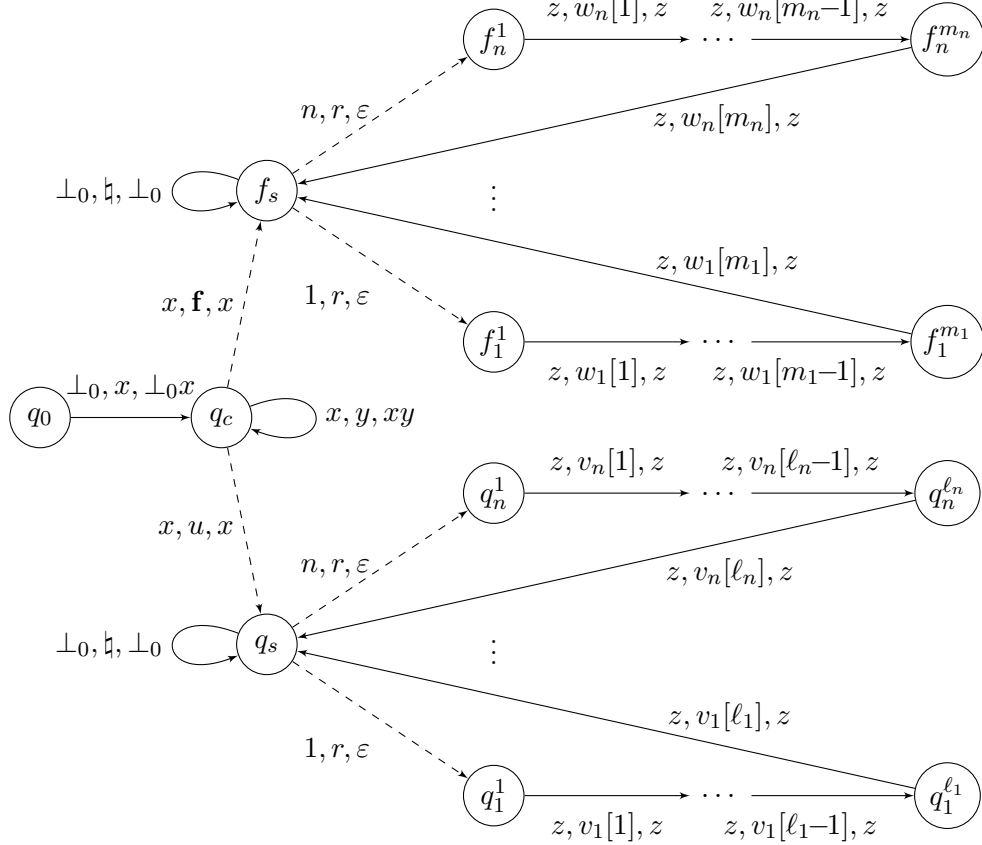 z, w_n[1], z z, w_n[m_n−1], z
f_n^1 ··· f_n^{m_n}
n, r, ε z, w_n[m_n], z
⊥_0, ♮, ⊥_0 f_s ⋮
z, w_1[m_1], z
x, f, x 1, r, ε
f_1^1 ··· f_1^{m_1}
z, w_1[1], z z, w_1[m_1−1], z
⊥_0, x, ⊥_0x
q_0 q_c x, y, xy
z, v_n[1], z z, v_n[ℓ_n−1], z
q_n^1 ··· q_n^{ℓ_n}
x, u, x n, r, ε z, v_n[ℓ_n], z
⊥_0, ♮, ⊥_0 q_s ⋮
z, v_1[ℓ_1], z
1, r, ε
q_1^1 ··· q_1^{ℓ_1}
z, v_1[1], z z, v_1[ℓ_1−1], z